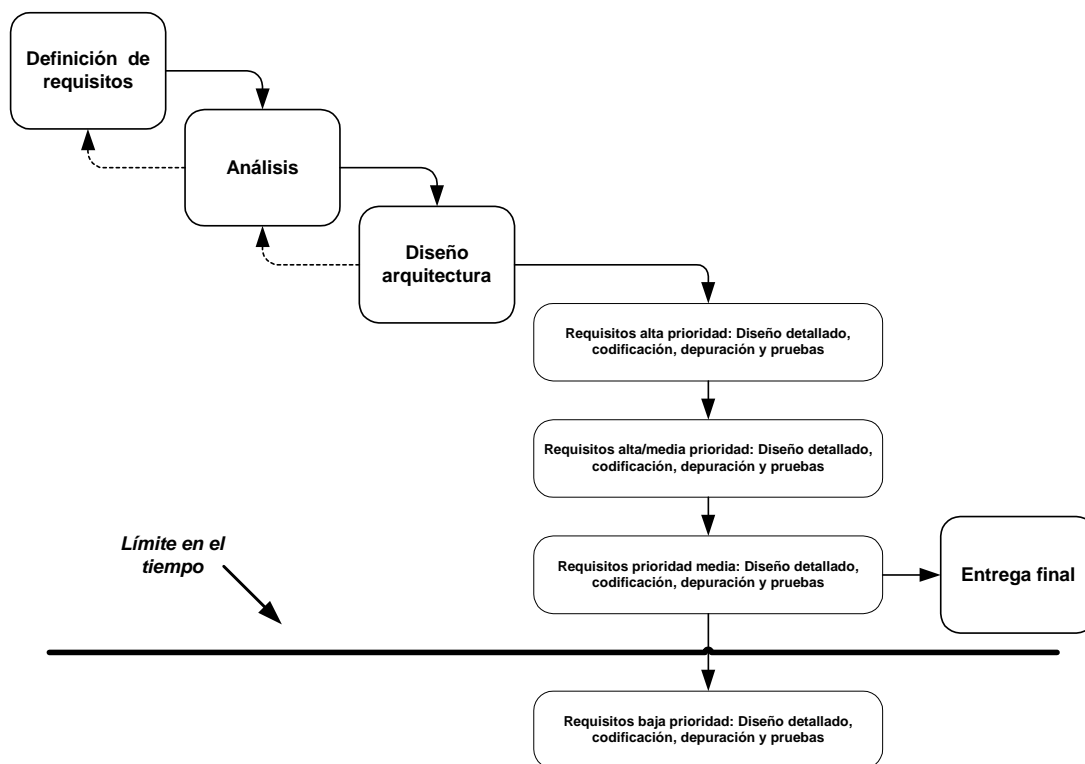 Definición de
requisitos
Análisis
Diseño
arquitectura
Requisitos alta prioridad: Diseño detallado,
codificación, depuración y pruebas
Requisitos alta/media prioridad: Diseño detallado,
codificación, depuración y pruebas
Límite en el
tiempo
Requisitos prioridad media: Diseño detallado,
codificación, depuración y pruebas
Entrega final
Requisitos baja prioridad: Diseño detallado,
codificación, depuración y pruebas